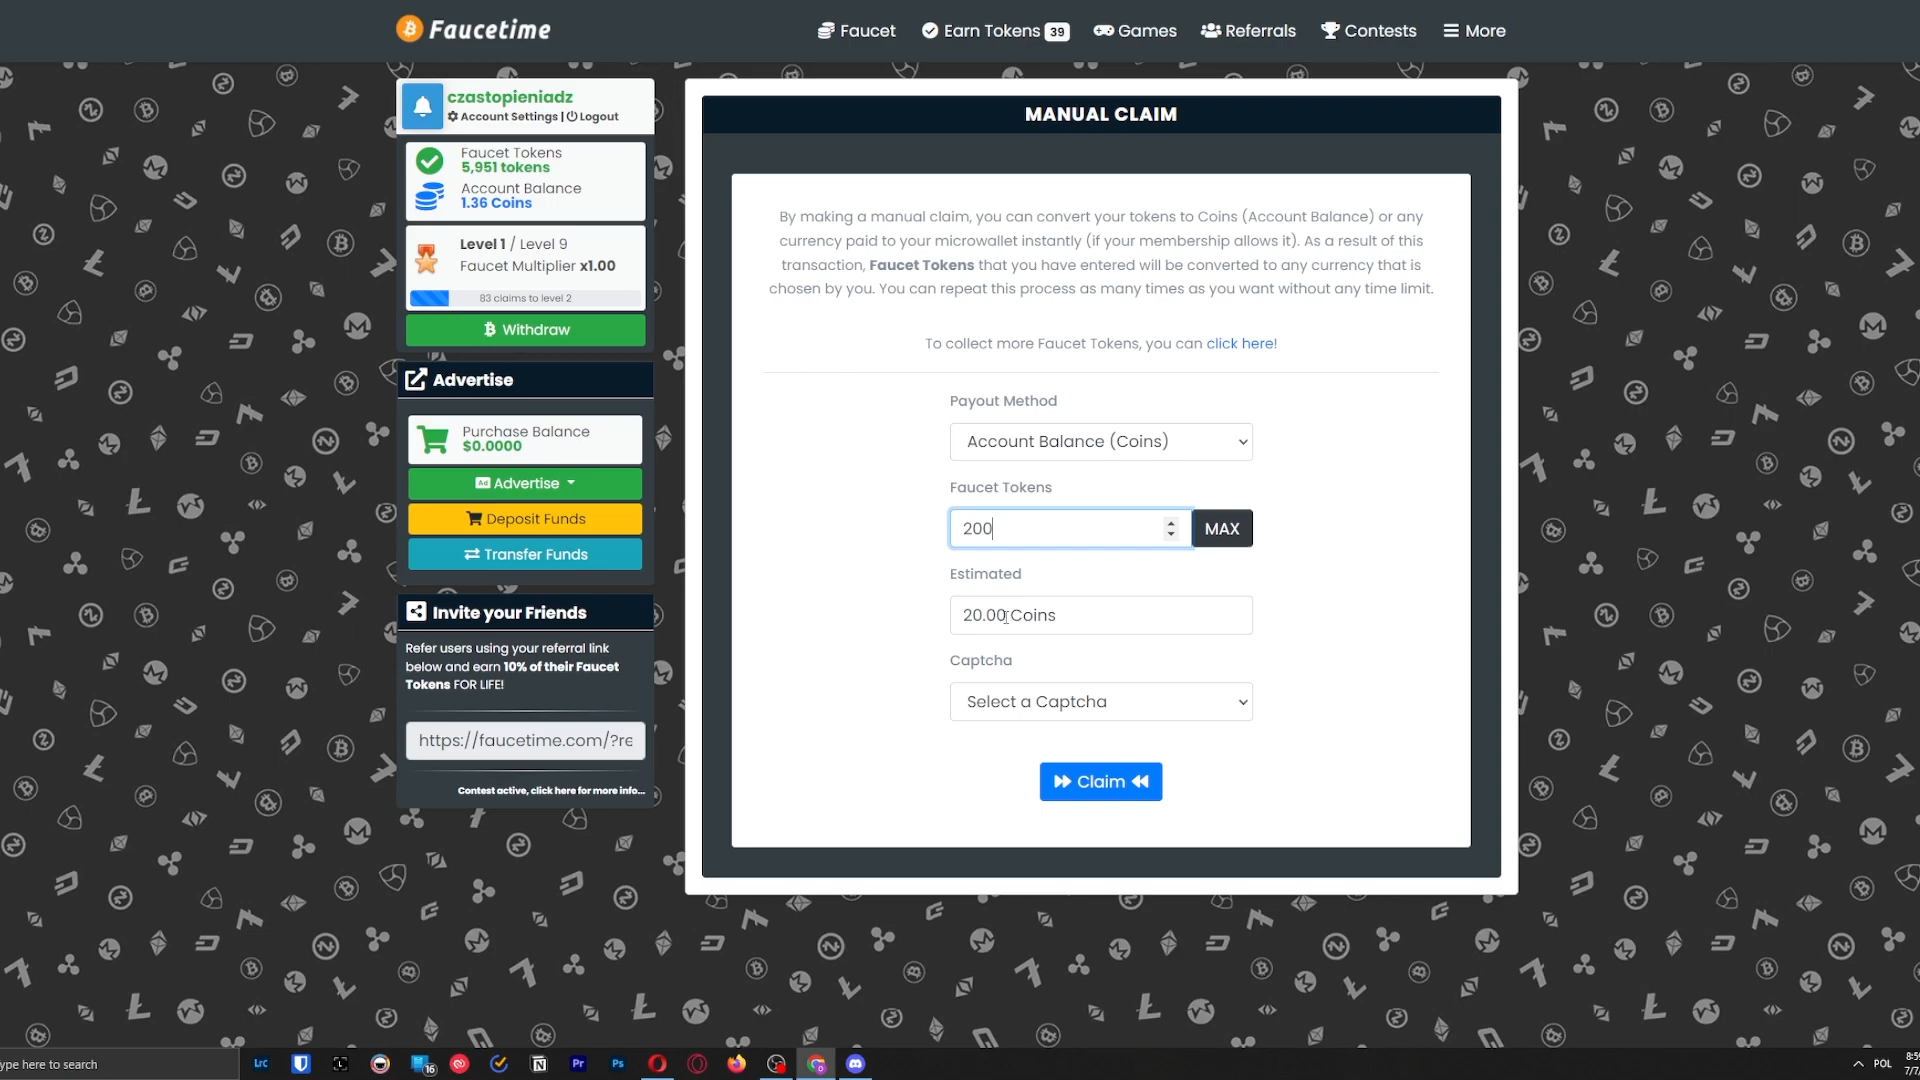 Faucetime
Faucet
Earn Tokens 39
Games
Referrals
Contests
More
czastopieniadz
Account Settings | Logout
Faucet Tokens
5,951 tokens
Account Balance
1.36 Coins
Level 1 / Level 9
Faucet Multiplier x1.00
83 claims to level 2
Withdraw
Advertise
Purchase Balance
$0.0000
Ad Advertise
Deposit Funds
Transfer Funds
Invite your Friends
Refer users using your referral link
below and earn 10% of their Faucet
Tokens FOR LIFE!
https://faucetime.com/?re
Contest active, click here for more info...
MANUAL CLAIM
By making a manual claim, you can convert your tokens to Coins (Account Balance) or any
currency paid to your microwallet instantly (if your membership allows it). As a result of this
transaction, Faucet Tokens that you have entered will be converted to any currency that is
chosen by you. You can repeat this process as many times as you want without any time limit.
To collect more Faucet Tokens, you can click here!
Payout Method
Account Balance (Coins)
Faucet Tokens
200
MAX
Estimated
20.00 Coins
Captcha
Select a Captcha
Claim
ype here to search
LrC
16
Pr
Ps
POL
8:5
7/7